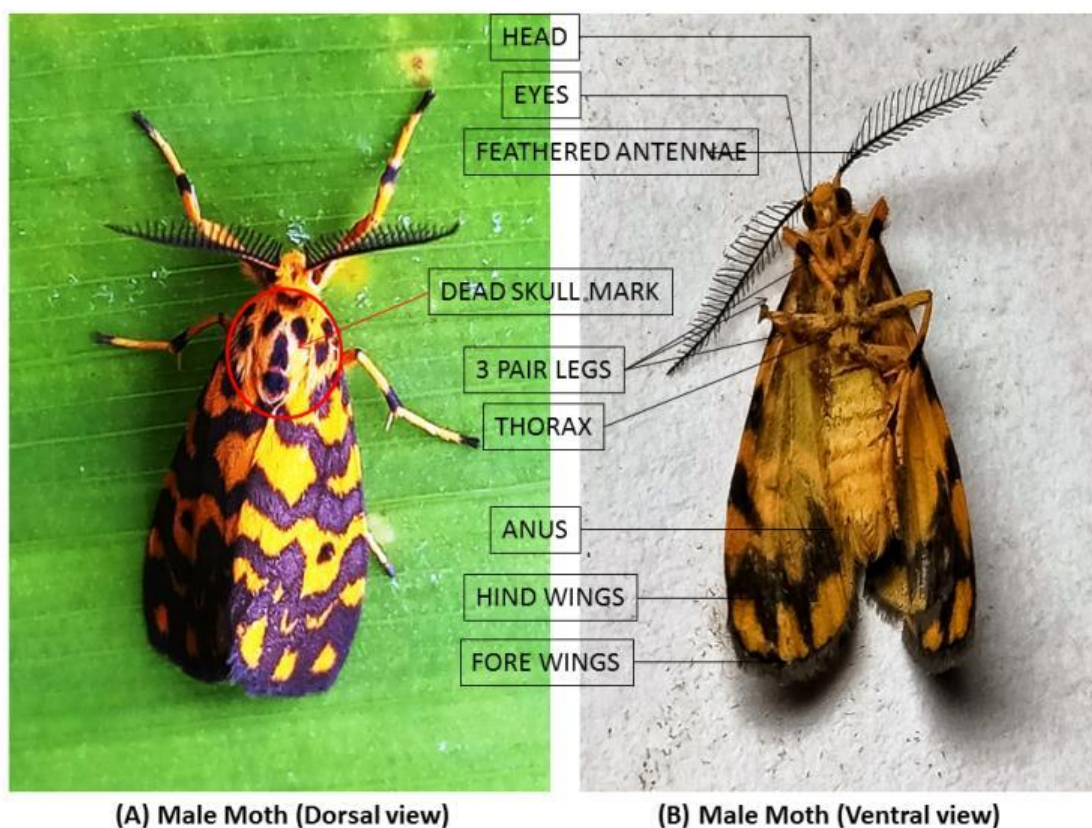 HEAD
EYES
FEATHERED ANTENNAE
DEAD SKULL MARK
3 PAIR LEGS
THORAX
ANUS
HIND WINGS
FORE WINGS
(A) Male Moth (Dorsal view)
(B) Male Moth (Ventral view)